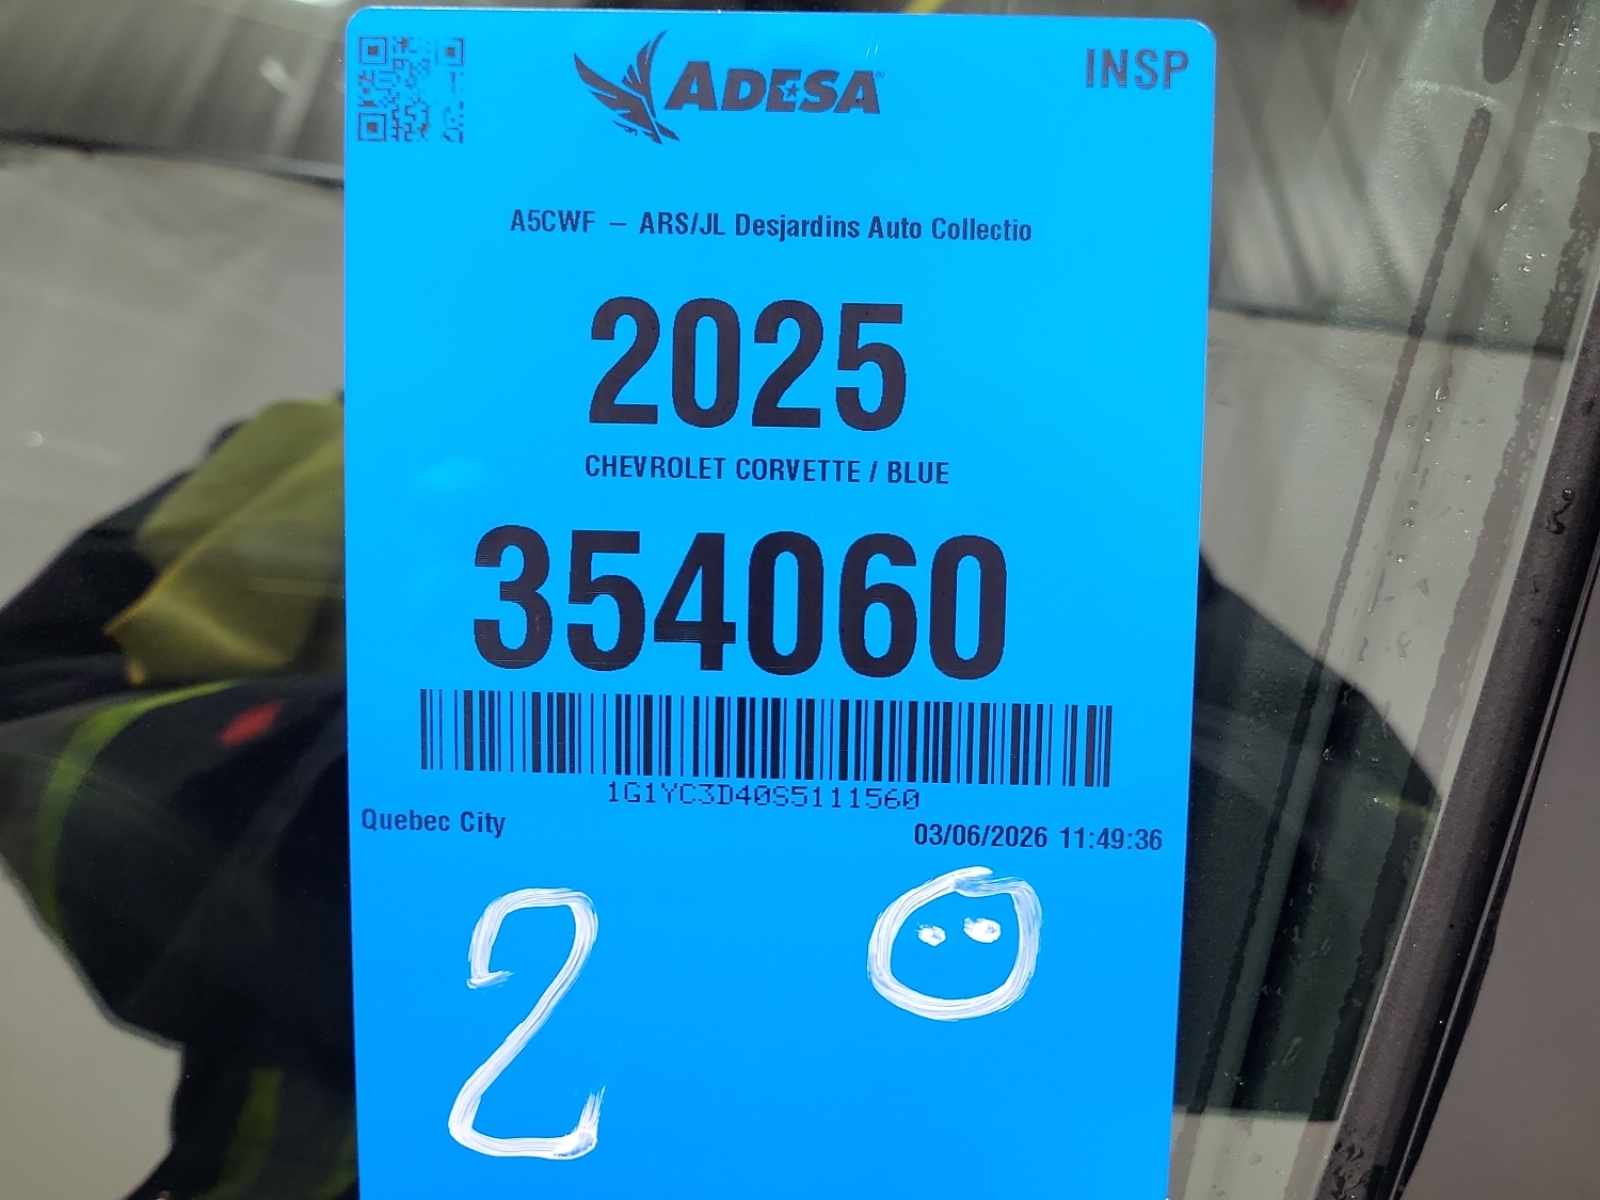 ADESA
INSP
A5CWF – ARS/JL Desjardins Auto Collectio
2025
CHEVROLET CORVETTE / BLUE
354060
1G1YC3D40S5111560
Quebec City
03/06/2026 11:49:36
2